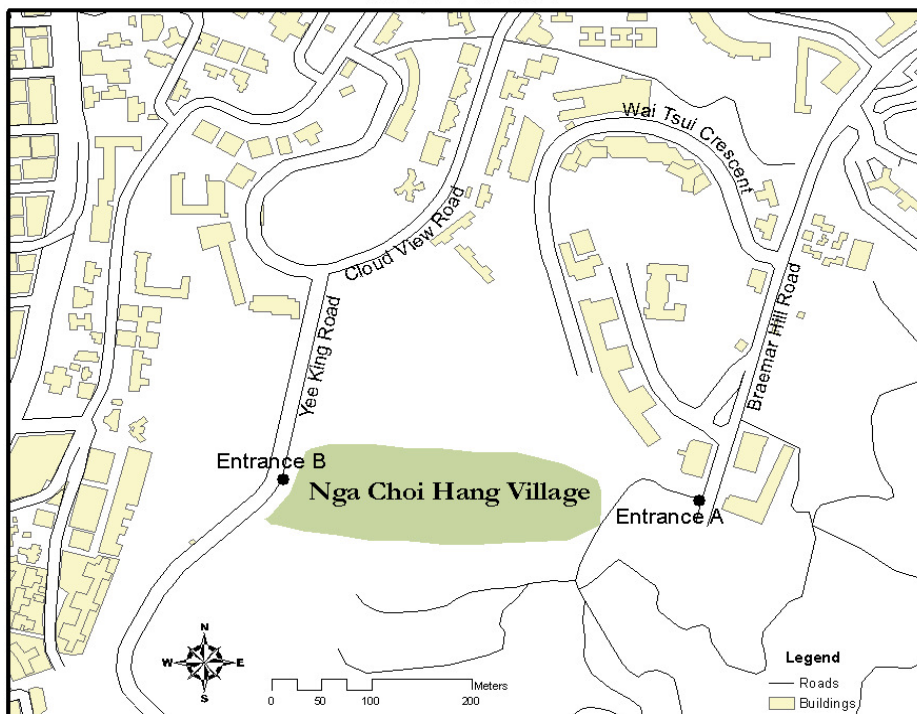 Wai Tsui Crescent
Cloud View Road
Yee King Road
Braemar Hill Road
Entrance B
Nga Choi Hang Village
Entrance A
N
W E
S
Meters
0 50 100 200
Legend
Roads
Buildings